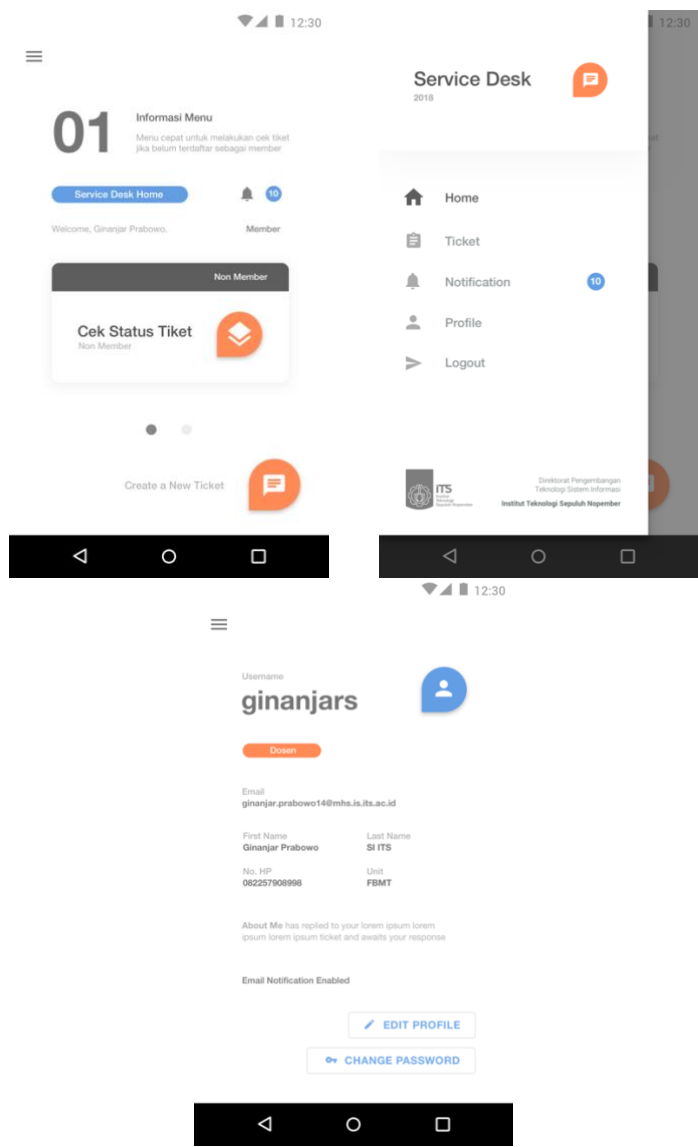 12:30
01
Informasi Menu
Menu cepat untuk melakukan cek tiket
jika belum terdaftar sebagai member
Service Desk Home
10
Welcome, Ginanjar Prabowo.
Member
Non Member
Cek Status Tiket
Non Member
Create a New Ticket
12:30
Service Desk
2018
Home
Ticket
Notification
10
Profile
Logout
ITS
Institut
Teknologi
Sepuluh Nopember
Direktorat Pengembangan
Teknologi Sistem Informasi
Institut Teknologi Sepuluh Nopember
12:30
Username
ginanjars
Dosen
Email
ginanjar.prabowo14@mhs.is.its.ac.id
First Name
Last Name
Ginanjar Prabowo
SI ITS
No. HP
Unit
082257908998
FBMT
About Me has replied to your lorem ipsum lorem
ipsum lorem ipsum ticket and awaits your response
Email Notification Enabled
EDIT PROFILE
CHANGE PASSWORD